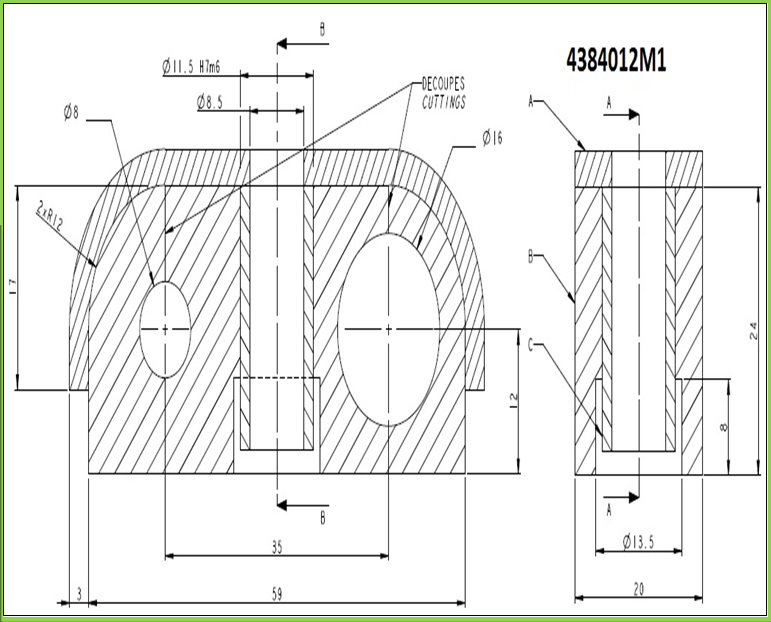 B
4384012M1
Ø11.5 H7m6
DECOUPES
CUTTINGS
Ø8.5
Ø8
Ø16
A
A
2xR12
17
B
24
C
12
8
A
B
Ø13.5
35
3
59
20